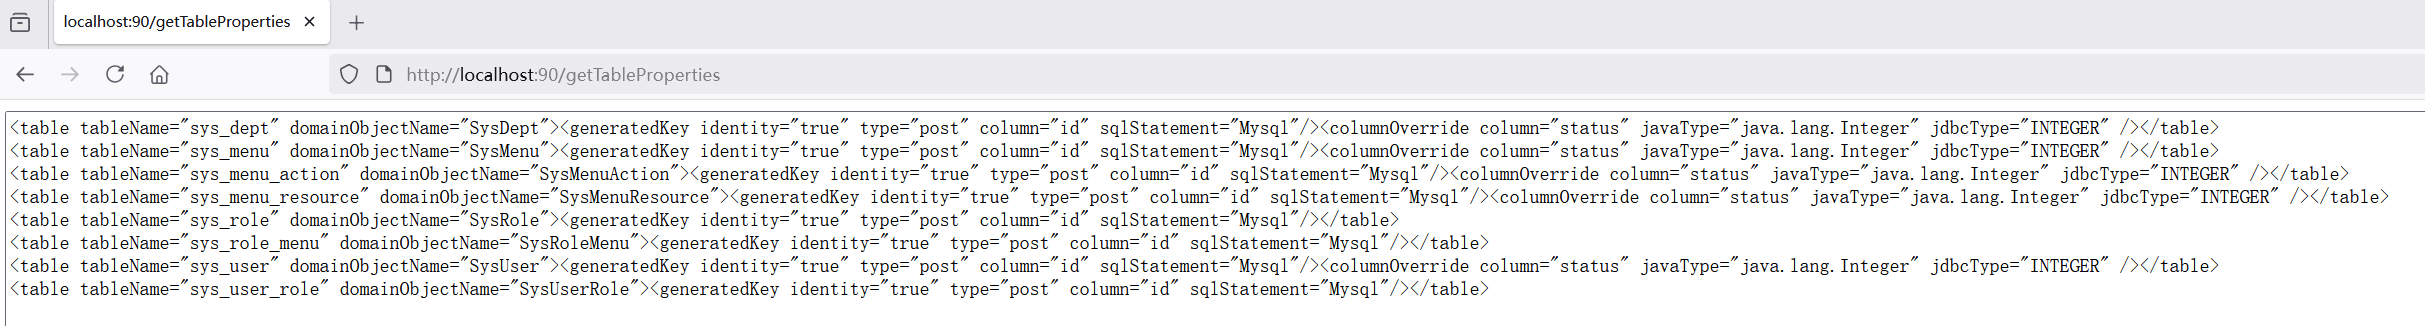 localhost:90/getTableProperties
http://localhost:90/getTableProperties
<table tableName="sys_dept" domainObjectName="SysDept"><generatedKey identity="true" type="post" column="id" sqlStatement="Mysql"/><columnOverride column="status" javaType="java.lang.Integer" jdbcType="INTEGER" /></table>
<table tableName="sys_menu" domainObjectName="SysMenu"><generatedKey identity="true" type="post" column="id" sqlStatement="Mysql"/><columnOverride column="status" javaType="java.lang.Integer" jdbcType="INTEGER" /></table>
<table tableName="sys_menu_action" domainObjectName="SysMenuAction"><generatedKey identity="true" type="post" column="id" sqlStatement="Mysql"/><columnOverride column="status" javaType="java.lang.Integer" jdbcType="INTEGER" /></table>
<table tableName="sys_menu_resource" domainObjectName="SysMenuResource"><generatedKey identity="true" type="post" column="id" sqlStatement="Mysql"/><columnOverride column="status" javaType="java.lang.Integer" jdbcType="INTEGER" /></table>
<table tableName="sys_role" domainObjectName="SysRole"><generatedKey identity="true" type="post" column="id" sqlStatement="Mysql"/></table>
<table tableName="sys_role_menu" domainObjectName="SysRoleMenu"><generatedKey identity="true" type="post" column="id" sqlStatement="Mysql"/></table>
<table tableName="sys_user" domainObjectName="SysUser"><generatedKey identity="true" type="post" column="id" sqlStatement="Mysql"/><columnOverride column="status" javaType="java.lang.Integer" jdbcType="INTEGER" /></table>
<table tableName="sys_user_role" domainObjectName="SysUserRole"><generatedKey identity="true" type="post" column="id" sqlStatement="Mysql"/></table>